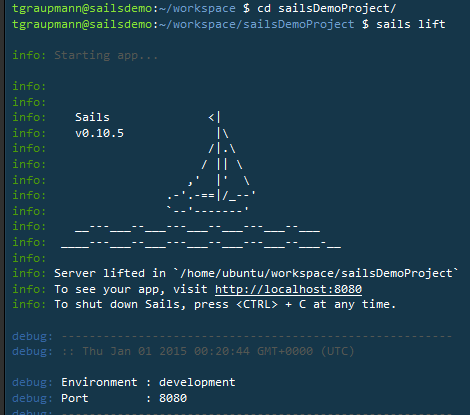 tgraupmann@sailsdemo:~/workspace $ cd sailsDemoProject/
tgraupmann@sailsdemo:~/workspace/sailsDemoProject $ sails lift
info: Starting app...
info:
info:
info:    Sails              <|
info:    v0.10.5             |\
info:                       /|.\
info:                      / || \
info:                    ,'  |'  \
info:                 .-'.-==|/_--'
info:                 `--'-------'
info:    __---___--___---___--___---___--___
info:  ____---___--___---___--___---___--___-__
info:
info: Server lifted in `/home/ubuntu/workspace/sailsDemoProject`
info: To see your app, visit http://localhost:8080
info: To shut down Sails, press <CTRL> + C at any time.
debug: -------------------------------------------------------
debug: :: Thu Jan 01 2015 00:20:44 GMT+0000 (UTC)
debug: Environment : development
debug: Port        : 8080
debug: -------------------------------------------------------